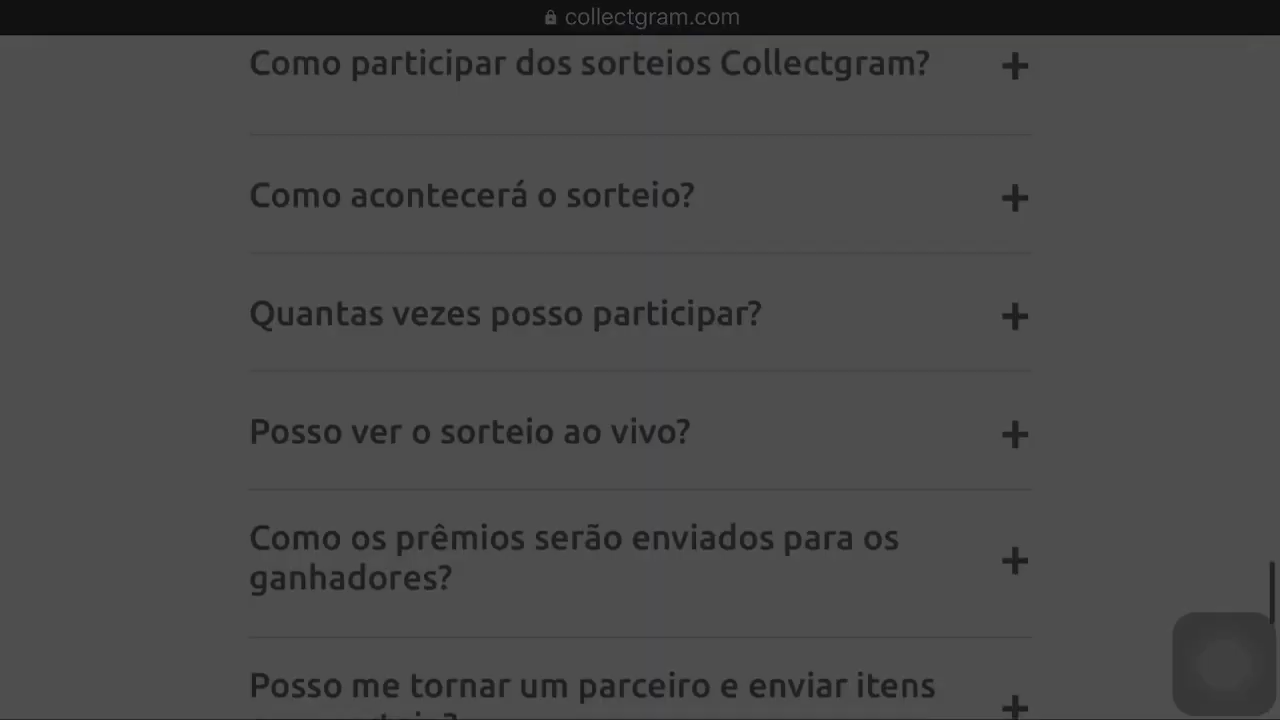 collectgram.com
Como participar dos sorteios Collectgram?
Como acontecerá o sorteio?
Quantas vezes posso participar?
Posso ver o sorteio ao vivo?
Como os prêmios serão enviados para os
ganhadores?
Posso me tornar um parceiro e enviar itens